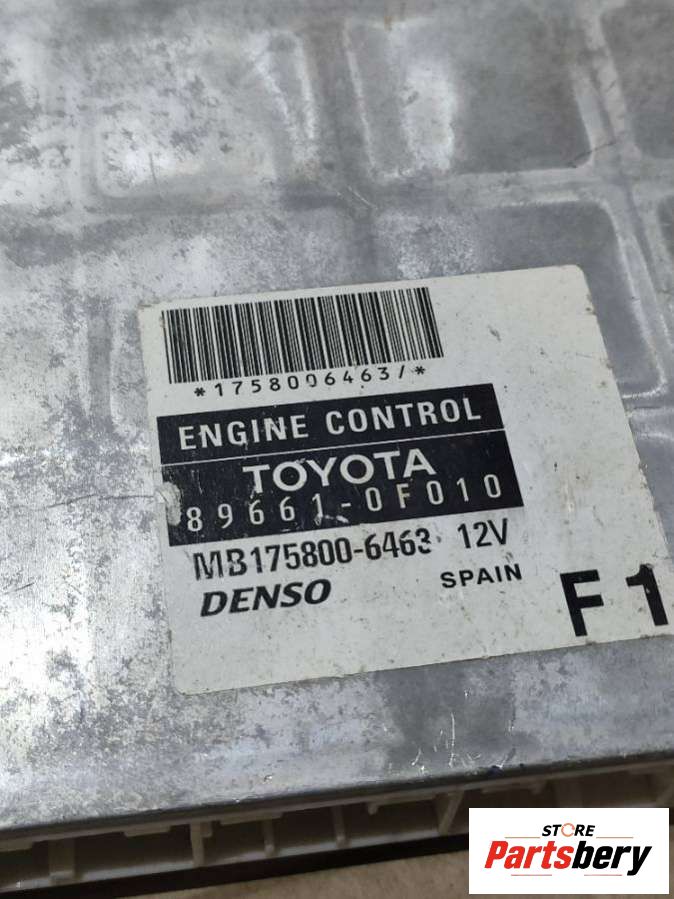 *1758006463/*
ENGINE CONTROL
TOYOTA
89661-0F010
MB175800-6463 12V
DENSO SPAIN
F1
STORE
Partsbery